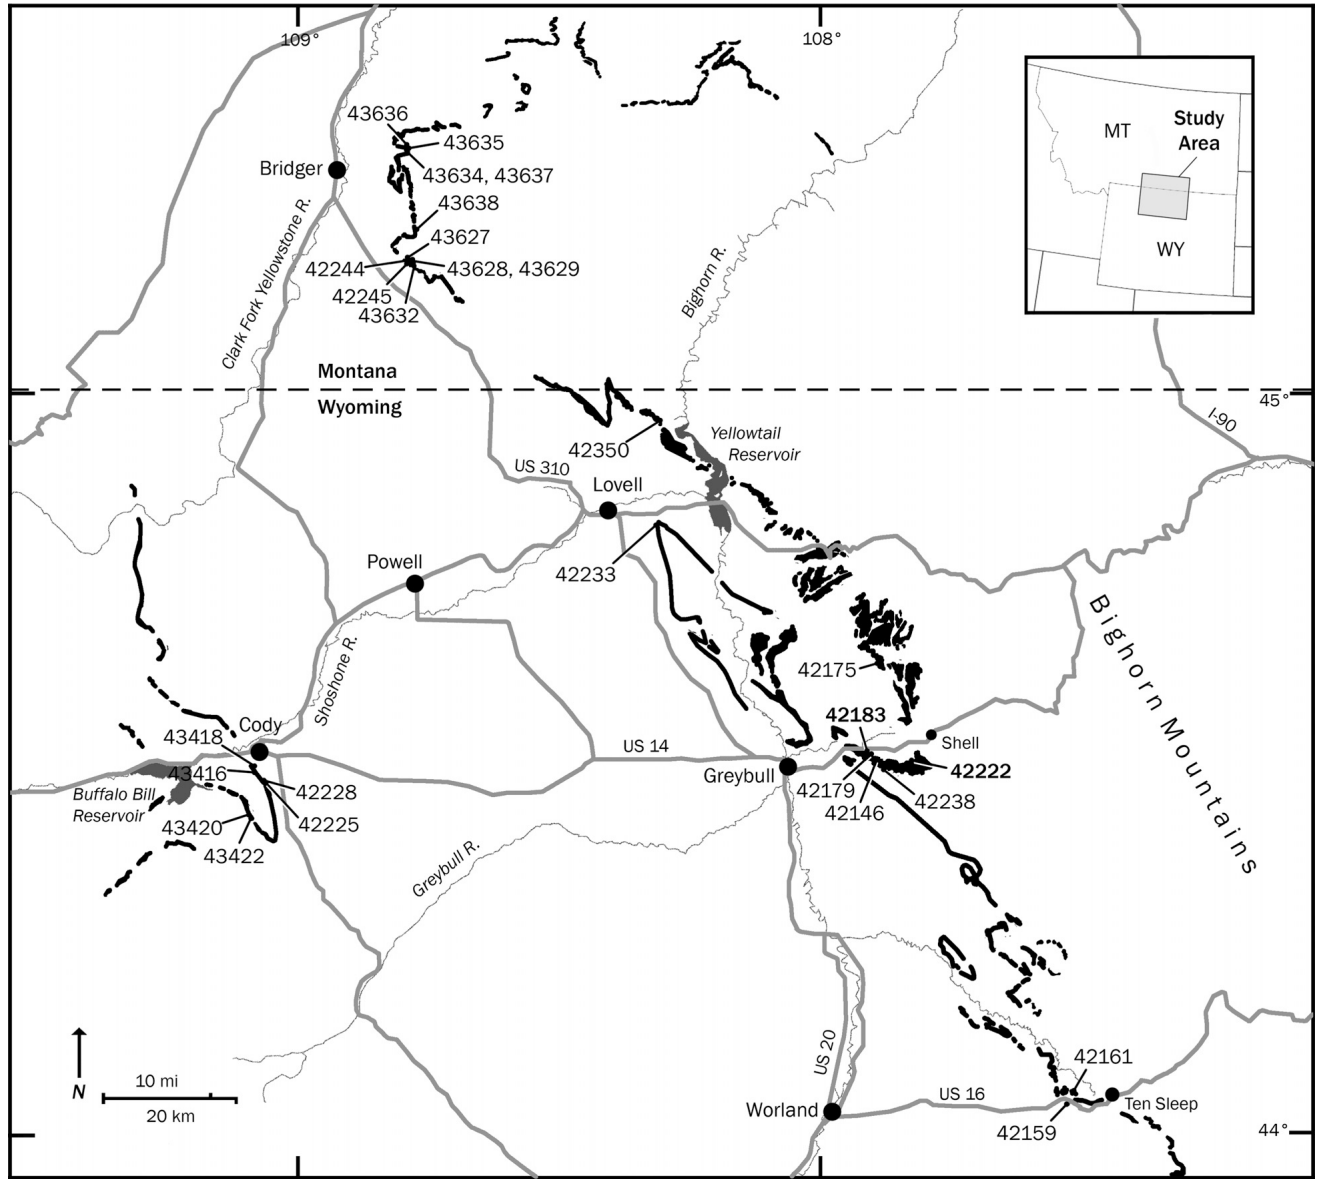 109°
108°
43636
43635
Bridger
43634, 43637
43638
43627
42244
43628, 43629
42245
43632
Clark Fork Yellowstone R.
Bighorn R.
MT
Study
Area
WY
Montana
Wyoming
45°
I-90
42350
Yellowtail
Reservoir
US 310
Lovell
Powell
42233
Shoshone R.
Bighorn Mountains
42175
42183
Cody
43418
US 14
Shell
43416
Greybull
42222
Buffalo Bill
Reservoir
42228
42179
42238
42146
42225
43420
43422
Greybull R.
N
10 mi
20 km
US 20
42161
US 16
Worland
Ten Sleep
42159
44°